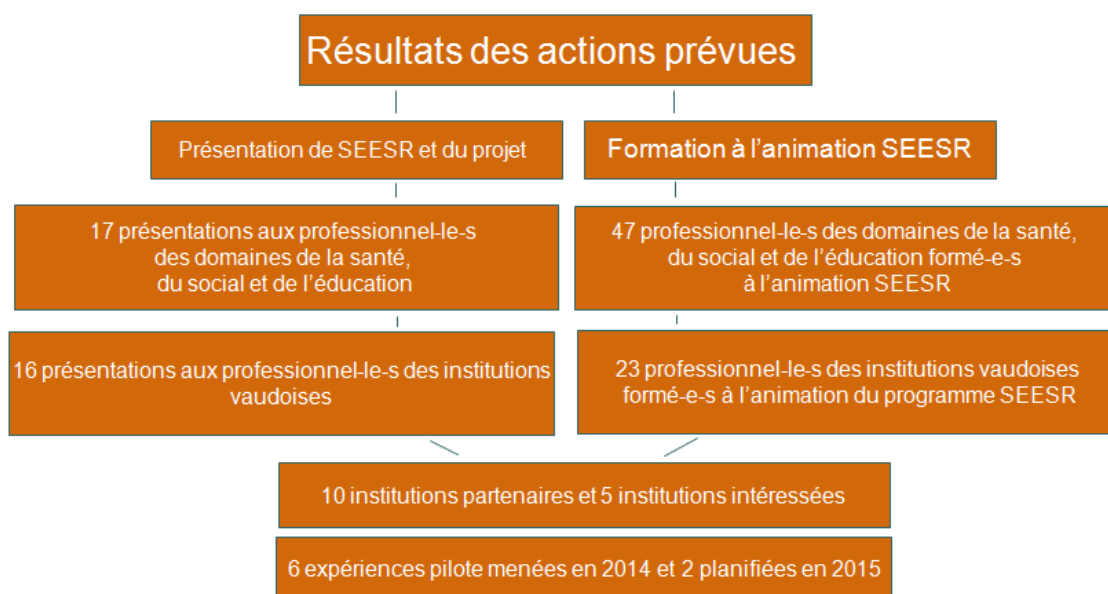 Résultats des actions prévues
Présentation de SEESR et du projet
Formation à l'animation SEESR
17 présentations aux professionnel-le-s
des domaines de la santé,
du social et de l'éducation
47 professionnel-le-s des domaines de la santé,
du social et de l'éducation formé-e-s
à l'animation SEESR
16 présentations aux professionnel-le-s des institutions
vaudoises
23 professionnel-le-s des institutions vaudoises
formé-e-s à l'animation du programme SEESR
10 institutions partenaires et 5 institutions intéressées
6 expériences pilote menées en 2014 et 2 planifiées en 2015